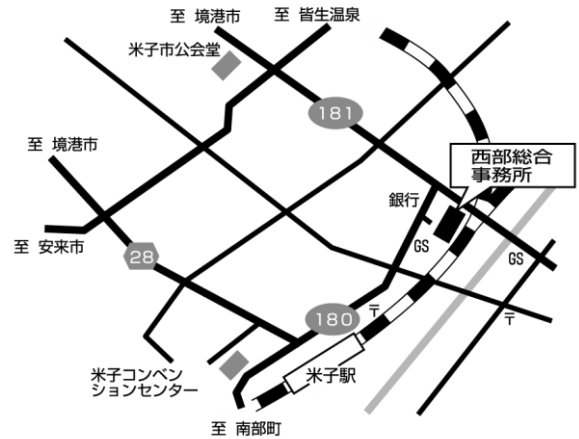 至 境港市
至 皆生温泉
米子市公会堂
181
至 境港市
西部総合
事務所
銀行
至 安来市
GS
GS
28
180
〒
〒
米子コンベン
ションセンター
米子駅
至 南部町